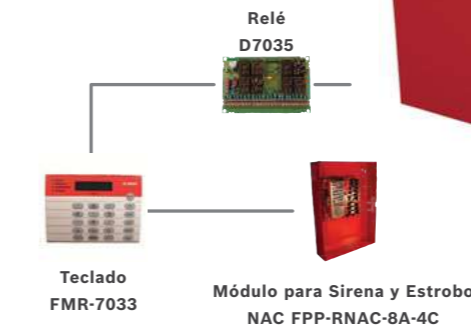 Relé
D7035
Teclado
FMR-7033
Módulo para Sirena y Estrobo
NAC FPP-RNAC-8A-4C